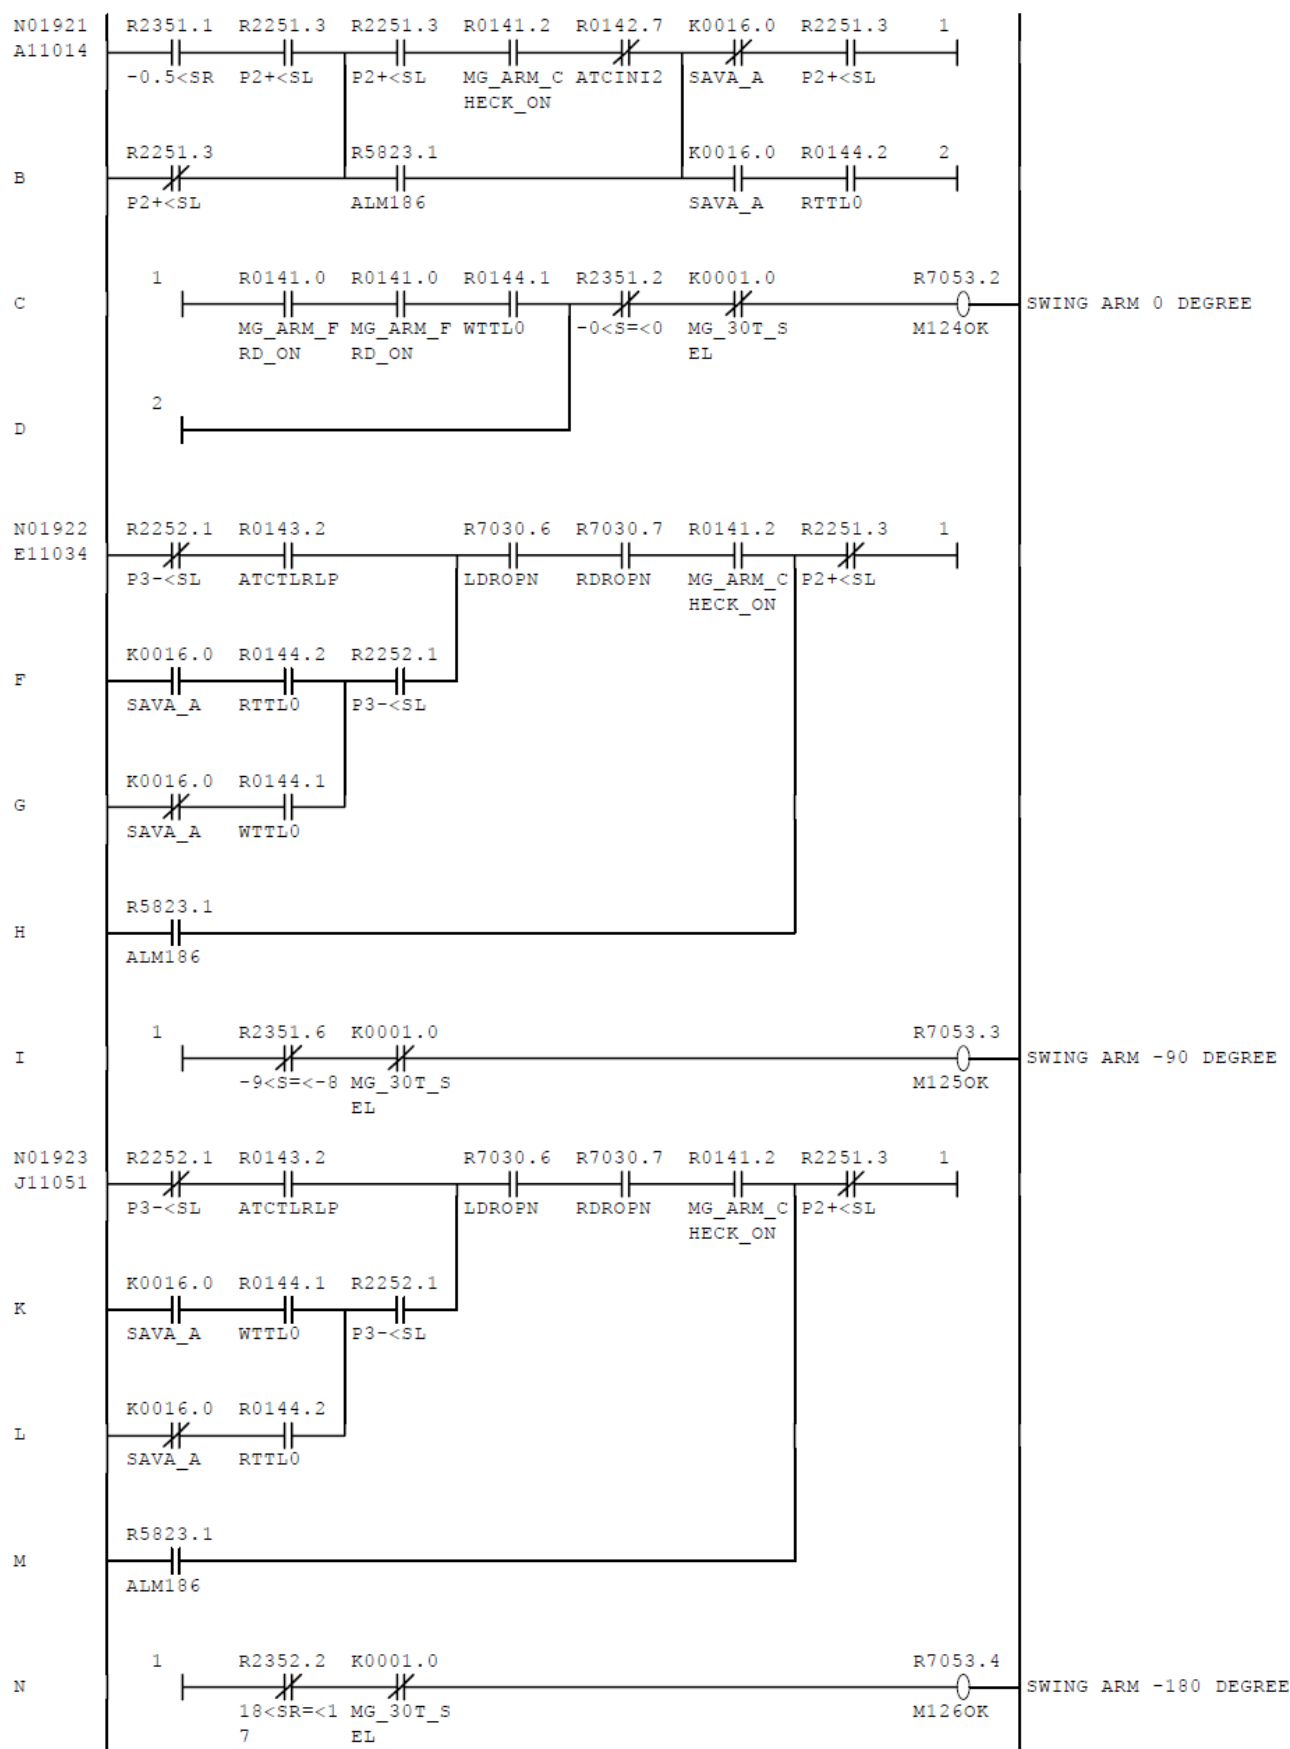 N01921 R2351.1 R2251.3 R2251.3 R0141.2 R0142.7 K0016.0 R2251.3 1
A11014
-0.5<SR P2+<SL P2+<SL MG_ARM_C ATCINI2 SAVA_A P2+<SL
HECK_ON
R2251.3 R5823.1 K0016.0 R0144.2 2
B
P2+<SL ALM186 SAVA_A RTTL0
1 R0141.0 R0141.0 R0144.1 R2351.2 K0001.0 R7053.2
C SWING ARM 0 DEGREE
MG_ARM_F MG_ARM_F WTTL0 -0<S=<0 MG_30T_S M124OK
RD_ON RD_ON EL
2
D
N01922 R2252.1 R0143.2 R7030.6 R7030.7 R0141.2 R2251.3 1
E11034
P3-<SL ATCTLRLP LDROPN RDROPN MG_ARM_C P2+<SL
HECK_ON
K0016.0 R0144.2 R2252.1
F
SAVA_A RTTL0 P3-<SL
K0016.0 R0144.1
G
SAVA_A WTTL0
R5823.1
H
ALM186
1 R2351.6 K0001.0 R7053.3
I SWING ARM -90 DEGREE
-9<S=<-8 MG_30T_S M125OK
EL
N01923 R2252.1 R0143.2 R7030.6 R7030.7 R0141.2 R2251.3 1
J11051
P3-<SL ATCTLRLP LDROPN RDROPN MG_ARM_C P2+<SL
HECK_ON
K0016.0 R0144.1 R2252.1
K
SAVA_A WTTL0 P3-<SL
K0016.0 R0144.2
L
SAVA_A RTTL0
R5823.1
M
ALM186
1 R2352.2 K0001.0 R7053.4
N SWING ARM -180 DEGREE
18<SR=<1 MG_30T_S M126OK
7 EL